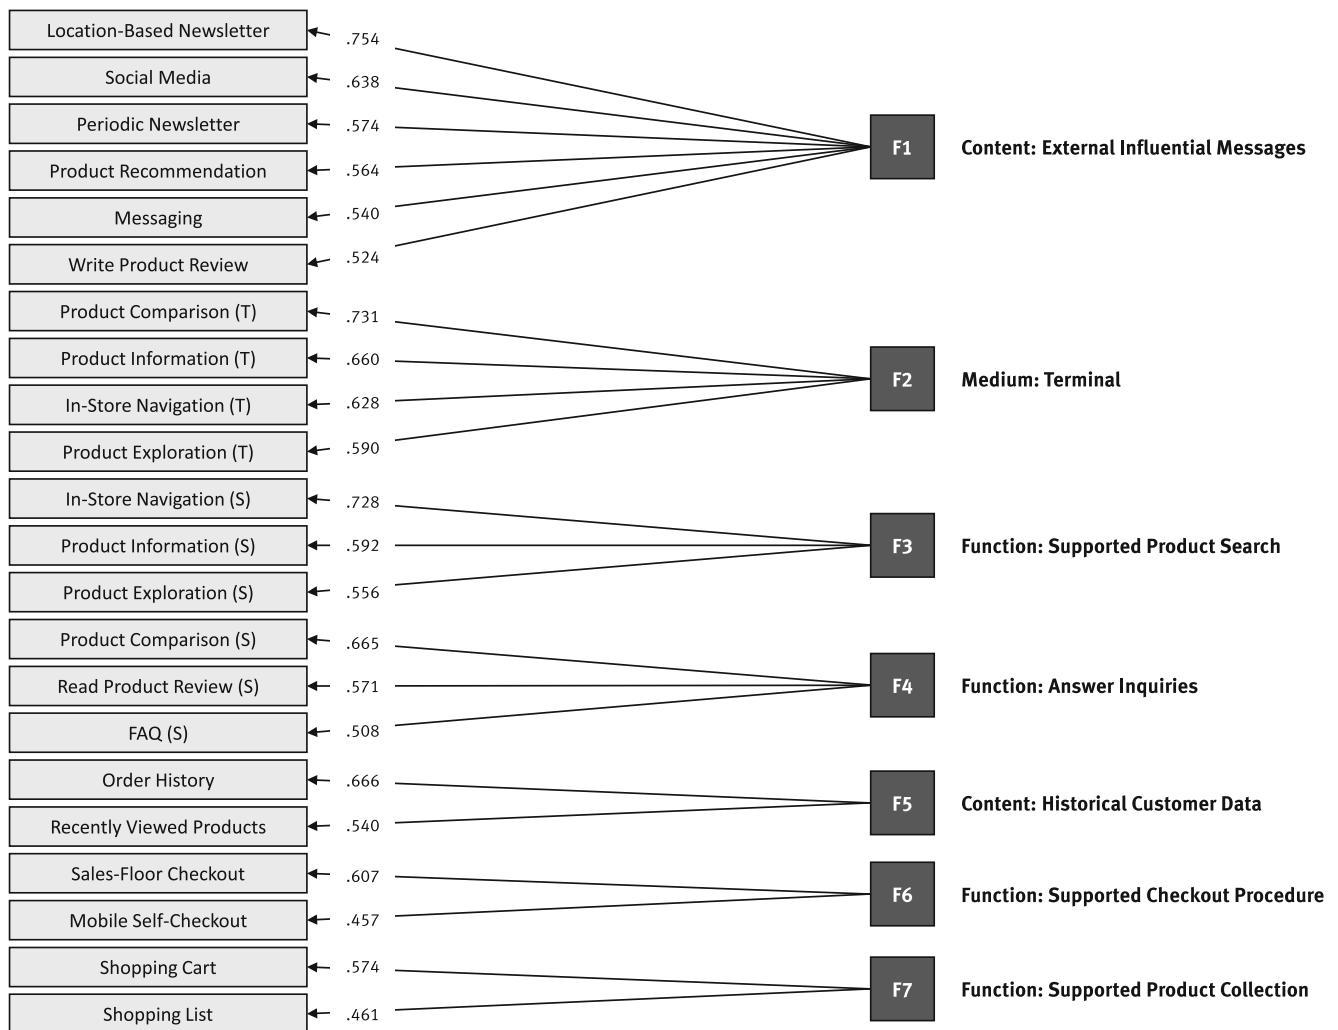 Location-Based Newsletter .754
Social Media .638
Periodic Newsletter .574
Product Recommendation .564
Messaging .540
Write Product Review .524
F1 Content: External Influential Messages
Product Comparison (T) .731
Product Information (T) .660
In-Store Navigation (T) .628
Product Exploration (T) .590
F2 Medium: Terminal
In-Store Navigation (S) .728
Product Information (S) .592
Product Exploration (S) .556
F3 Function: Supported Product Search
Product Comparison (S) .665
Read Product Review (S) .571
FAQ (S) .508
F4 Function: Answer Inquiries
Order History .666
Recently Viewed Products .540
F5 Content: Historical Customer Data
Sales-Floor Checkout .607
Mobile Self-Checkout .457
F6 Function: Supported Checkout Procedure
Shopping Cart .574
Shopping List .461
F7 Function: Supported Product Collection